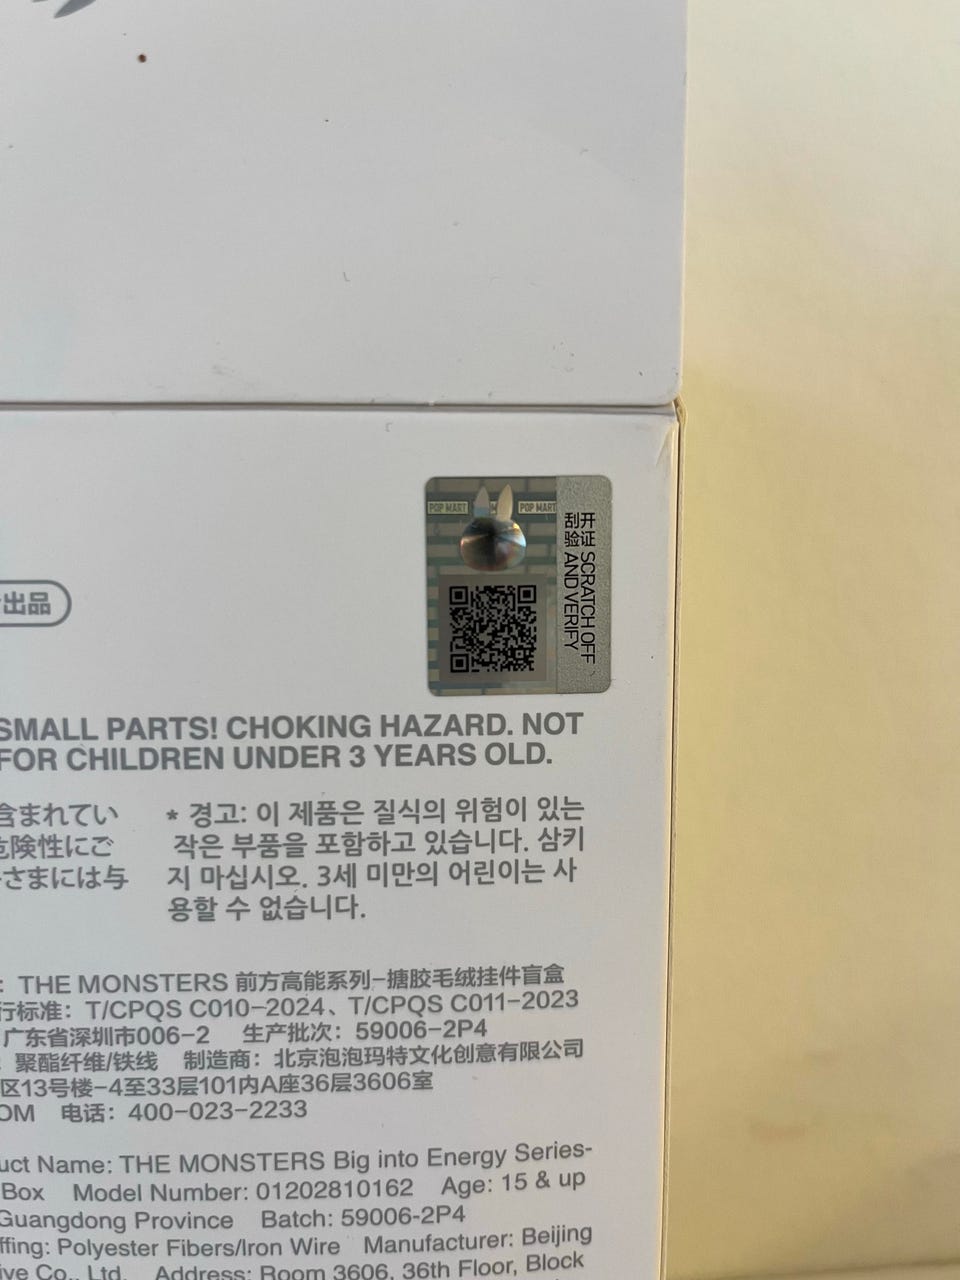 POP MART POP MART
开盒 SCRATCH OFF
刮涂 AND VERIFY
出品
SMALL PARTS! CHOKING HAZARD. NOT
FOR CHILDREN UNDER 3 YEARS OLD.
含まれてい
危険性にご
さまには与
* 경고: 이 제품은 질식의 위험이 있는
작은 부품을 포함하고 있습니다. 삼키
지 마십시오. 3세 미만의 어린이는 사
용할 수 없습니다.
: THE MONSTERS 前方高能系列-搪胶毛绒挂件盲盒
行标准: T/CPQS C010-2024、T/CPQS C011-2023
广东省深圳市006-2 生产批次: 59006-2P4
: 聚酯纤维/铁线 制造商: 北京泡泡玛特文化创意有限公司
区13号楼-4至33层101内A座36层3606室
OM 电话: 400-023-2233
uct Name: THE MONSTERS Big into Energy Series-
Box Model Number: 01202810162 Age: 15 & up
Guangdong Province Batch: 59006-2P4
ffing: Polyester Fibers/Iron Wire Manufacturer: Beijing
ive Co., Ltd. Address: Room 3606, 36th Floor, Block